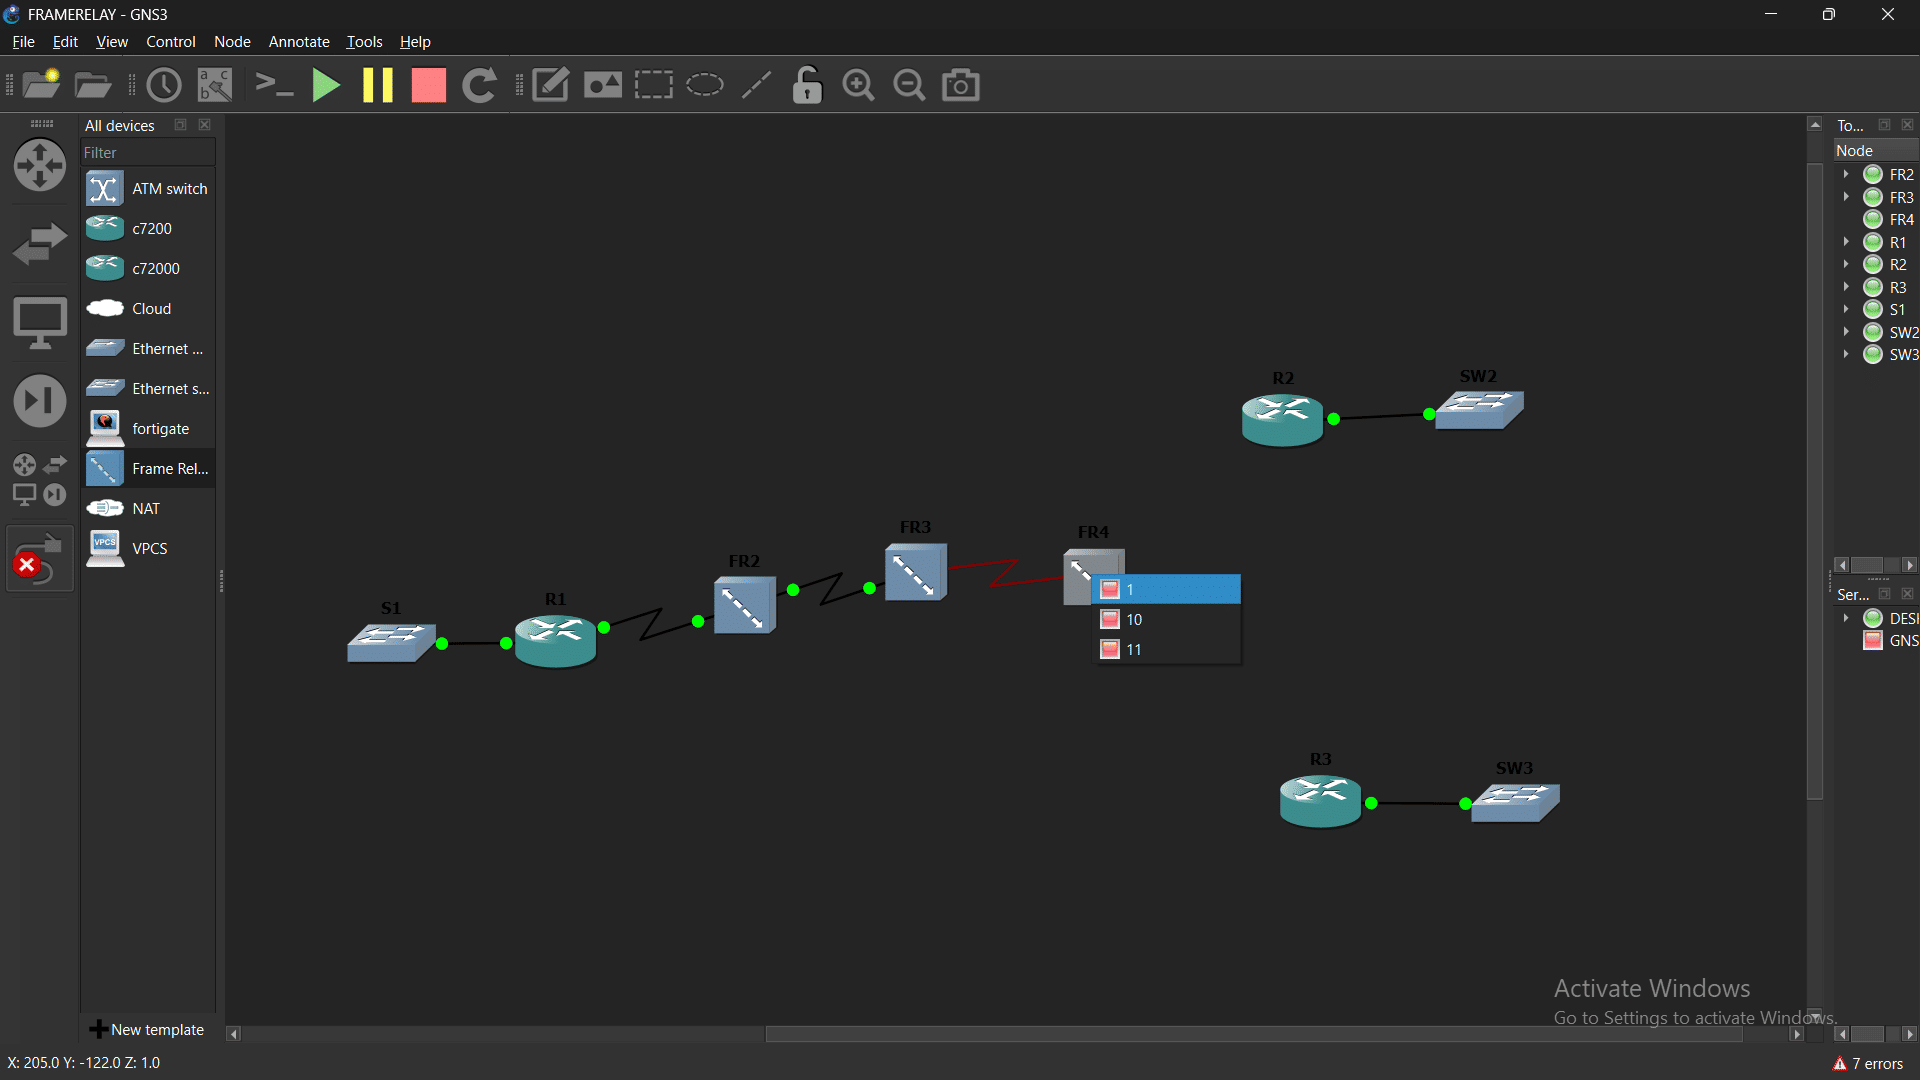 FRAMERELAY - GNS3
File Edit View Control Node Annotate Tools Help
a c b
All devices
Filter
ATM switch
c7200
c72000
Cloud
Ethernet ...
Ethernet s...
fortigate
Frame Rel...
NAT
VPCS
VPCS
New template
S1
R1
FR2
FR3
FR4
1
10
11
R2
SW2
R3
SW3
To...
Node
FR2
FR3
FR4
R1
R2
R3
S1
SW2
SW3
Ser...
DESI
GNS
Activate Windows
Go to Settings to activate Windows.
X: 205.0 Y: -122.0 Z: 1.0
7 errors